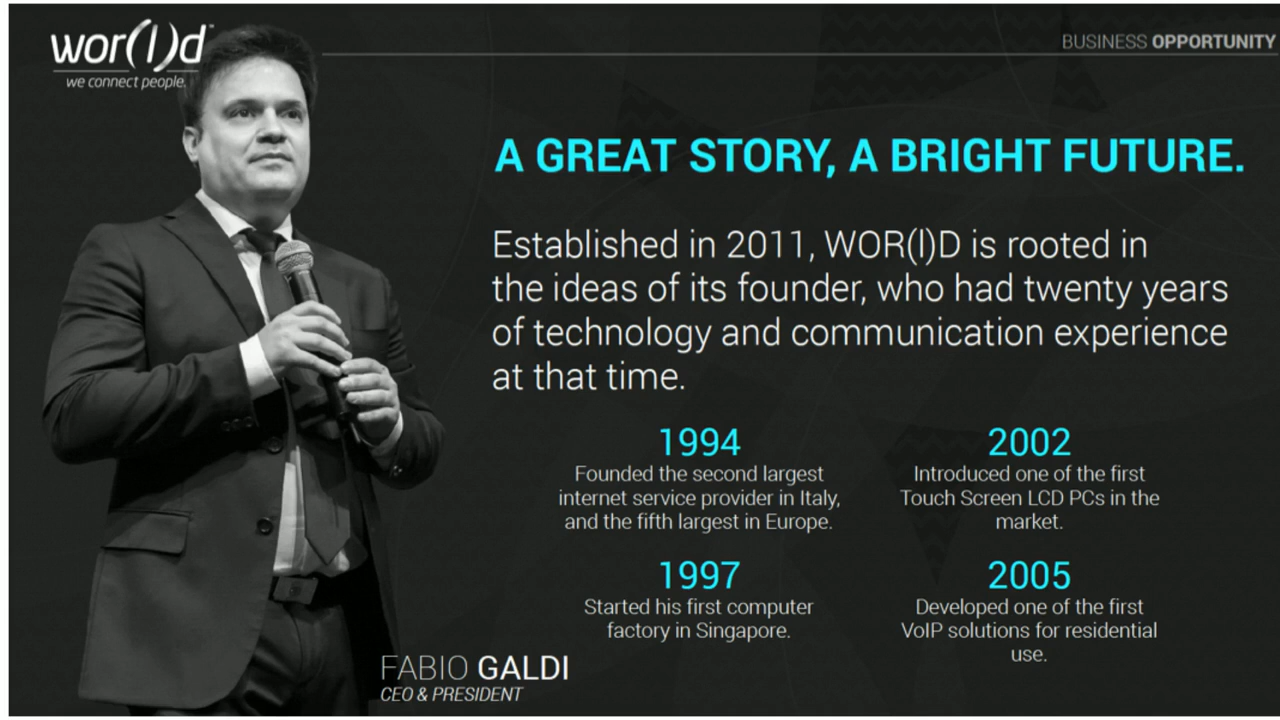 wor(l)d™
we connect people.
BUSINESS OPPORTUNITY
A GREAT STORY, A BRIGHT FUTURE.
Established in 2011, WOR(l)D is rooted in
the ideas of its founder, who had twenty years
of technology and communication experience
at that time.
1994
Founded the second largest
internet service provider in Italy,
and the fifth largest in Europe.
2002
Introduced one of the first
Touch Screen LCD PCs in the
market.
1997
Started his first computer
factory in Singapore.
2005
Developed one of the first
VoIP solutions for residential
use.
FABIO GALDI
CEO & PRESIDENT